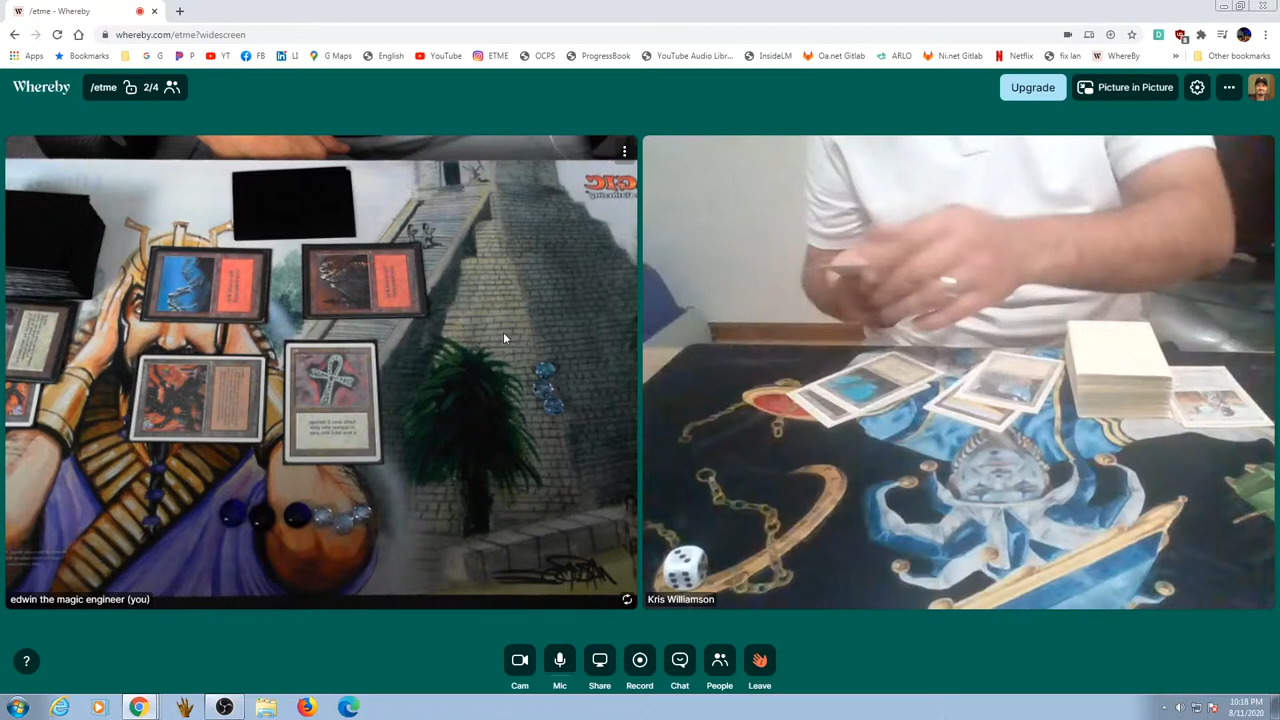 /etme - Whereby
whereby.com/etme?widescreen
Apps Bookmarks G P YT FB LI G Maps English YouTube ETME OCPS ProgressBook YouTube Audio Libr... InsideLM Oa.net Gitlab ARLO Ni.net Gitlab Netflix WhereBy fix lan » Other bookmarks
Whereby /etme 2/4 Upgrade Picture in Picture
edwin the magic engineer (you)
Kris Williamson
?
Cam Mic Share Record Chat People Leave
10:18 PM
8/11/2020